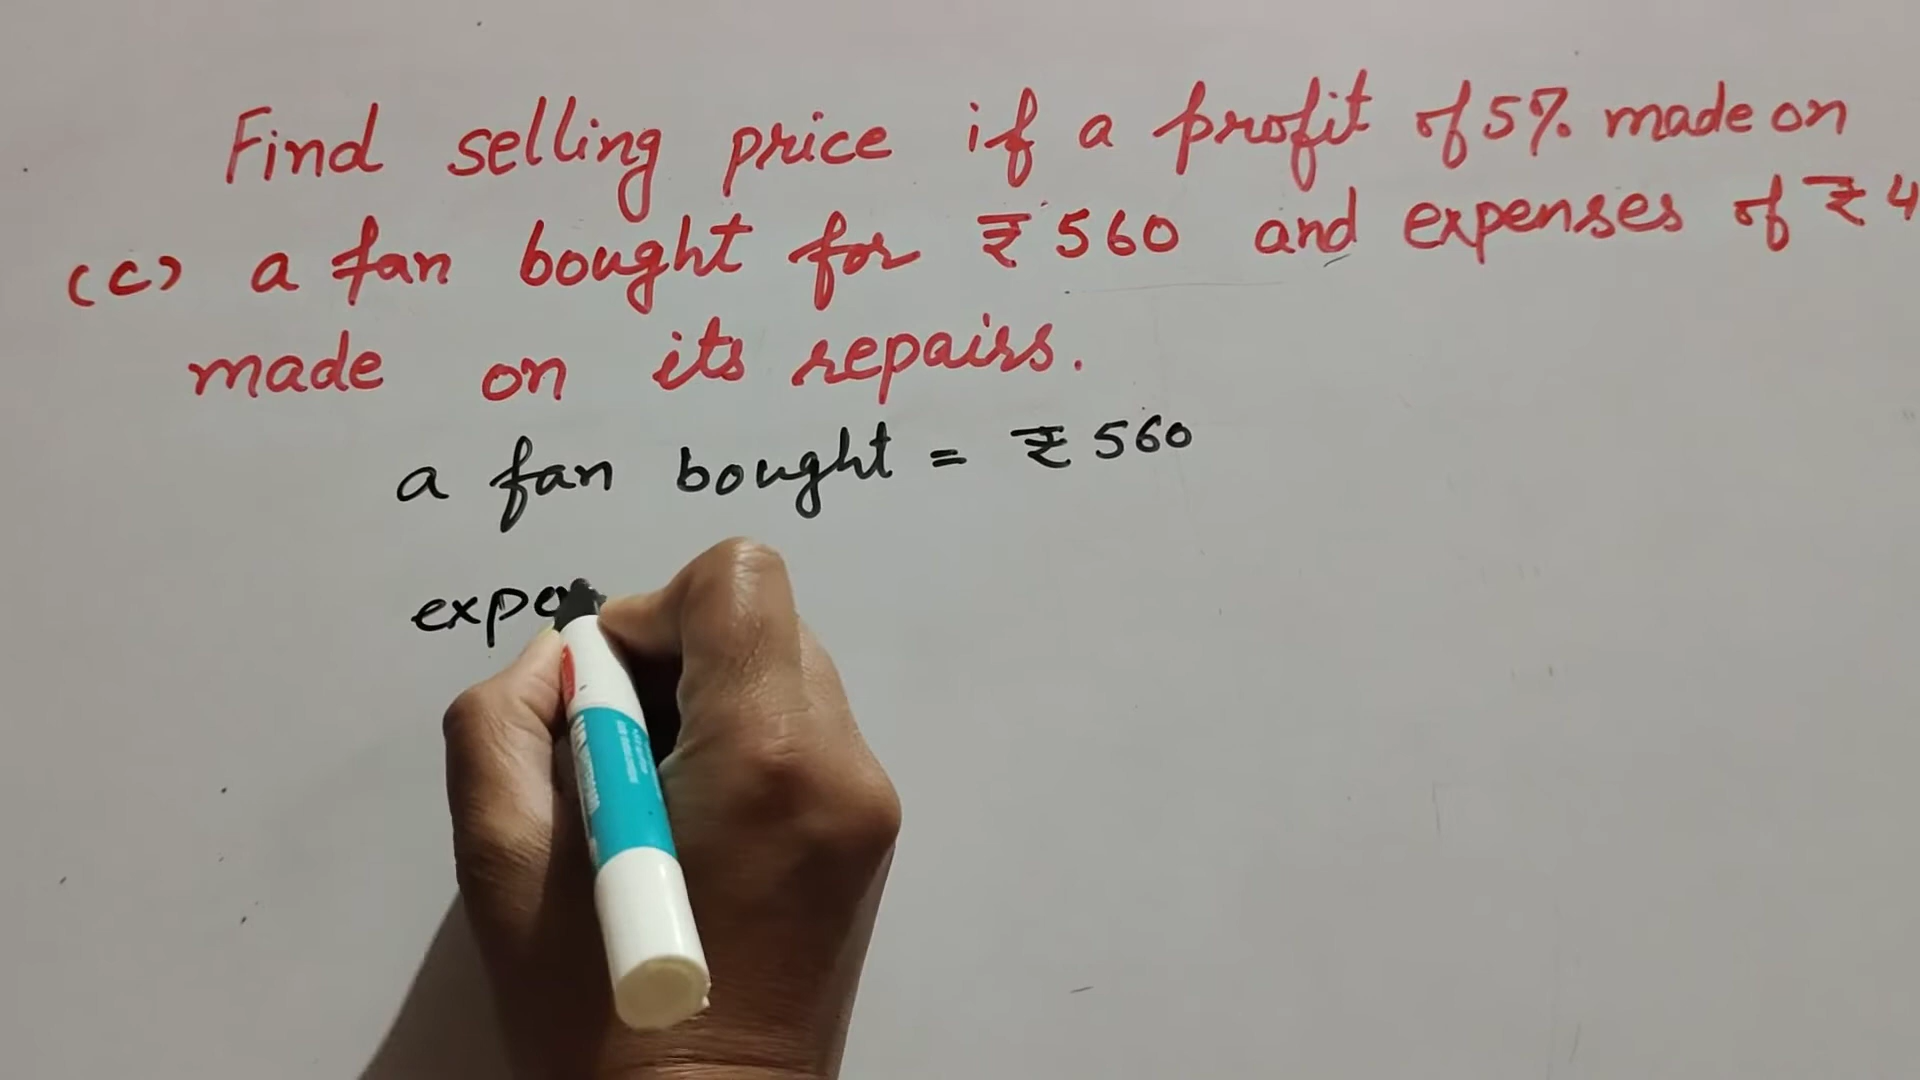 Find selling price if a profit of 5% made on
(c) a fan bought for ₹ 560 and expenses of ₹ 4
made on its repairs.
a fan bought = ₹ 560
expe